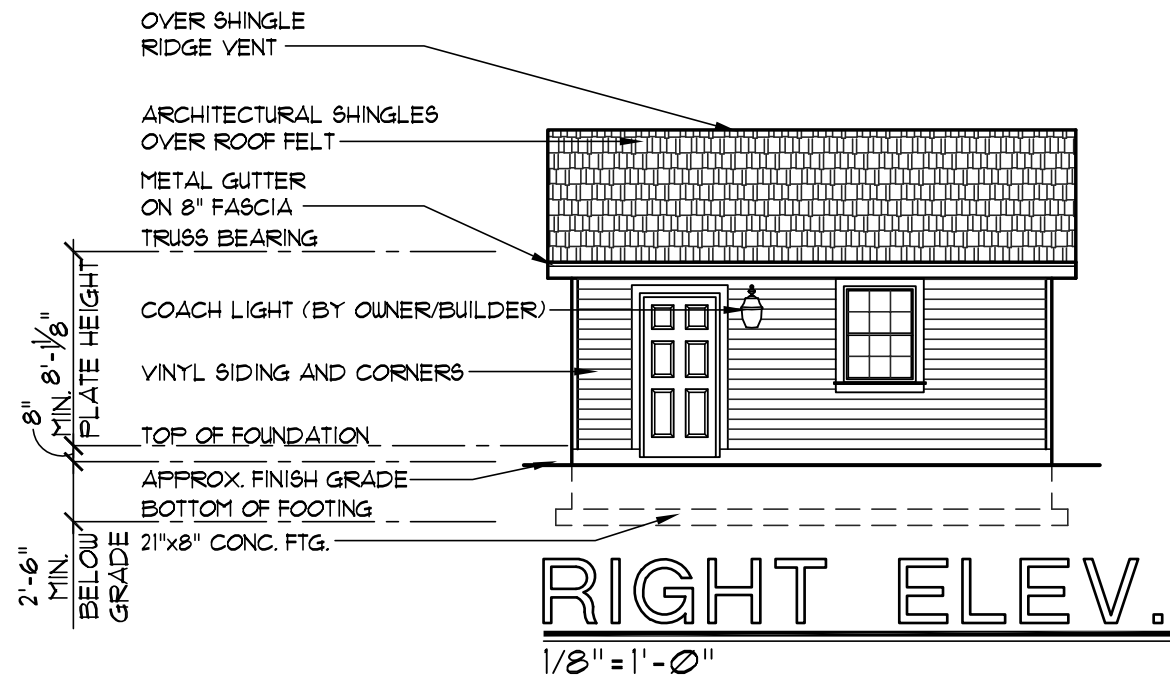 OVER SHINGLE
RIDGE VENT
ARCHITECTURAL SHINGLES
OVER ROOF FELT
METAL GUTTER
ON 8" FASCIA
TRUSS BEARING
COACH LIGHT (BY OWNER/BUILDER)
VINYL SIDING AND CORNERS
TOP OF FOUNDATION
APPROX. FINISH GRADE
BOTTOM OF FOOTING
21"x8" CONC. FTG.
8"
MIN. 8'-1⅛"
PLATE HEIGHT
2'-6"
MIN.
BELOW
GRADE
RIGHT ELEV.
1/8" = 1'-Ø"